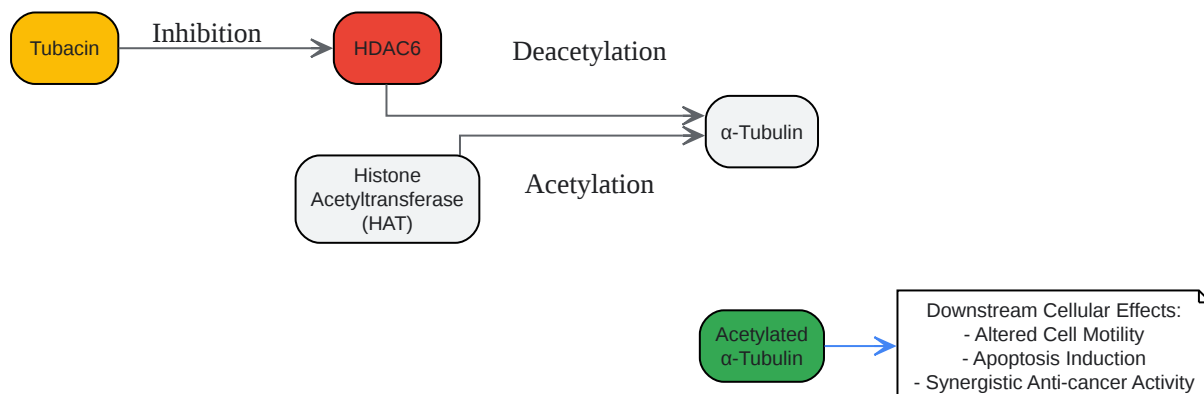 Tubacin
Inhibition
HDAC6
Deacetylation
α-Tubulin
Histone
Acetyltransferase
(HAT)
Acetylation
Acetylated
α-Tubulin
Downstream Cellular Effects:
- Altered Cell Motility
- Apoptosis Induction
- Synergistic Anti-cancer Activity